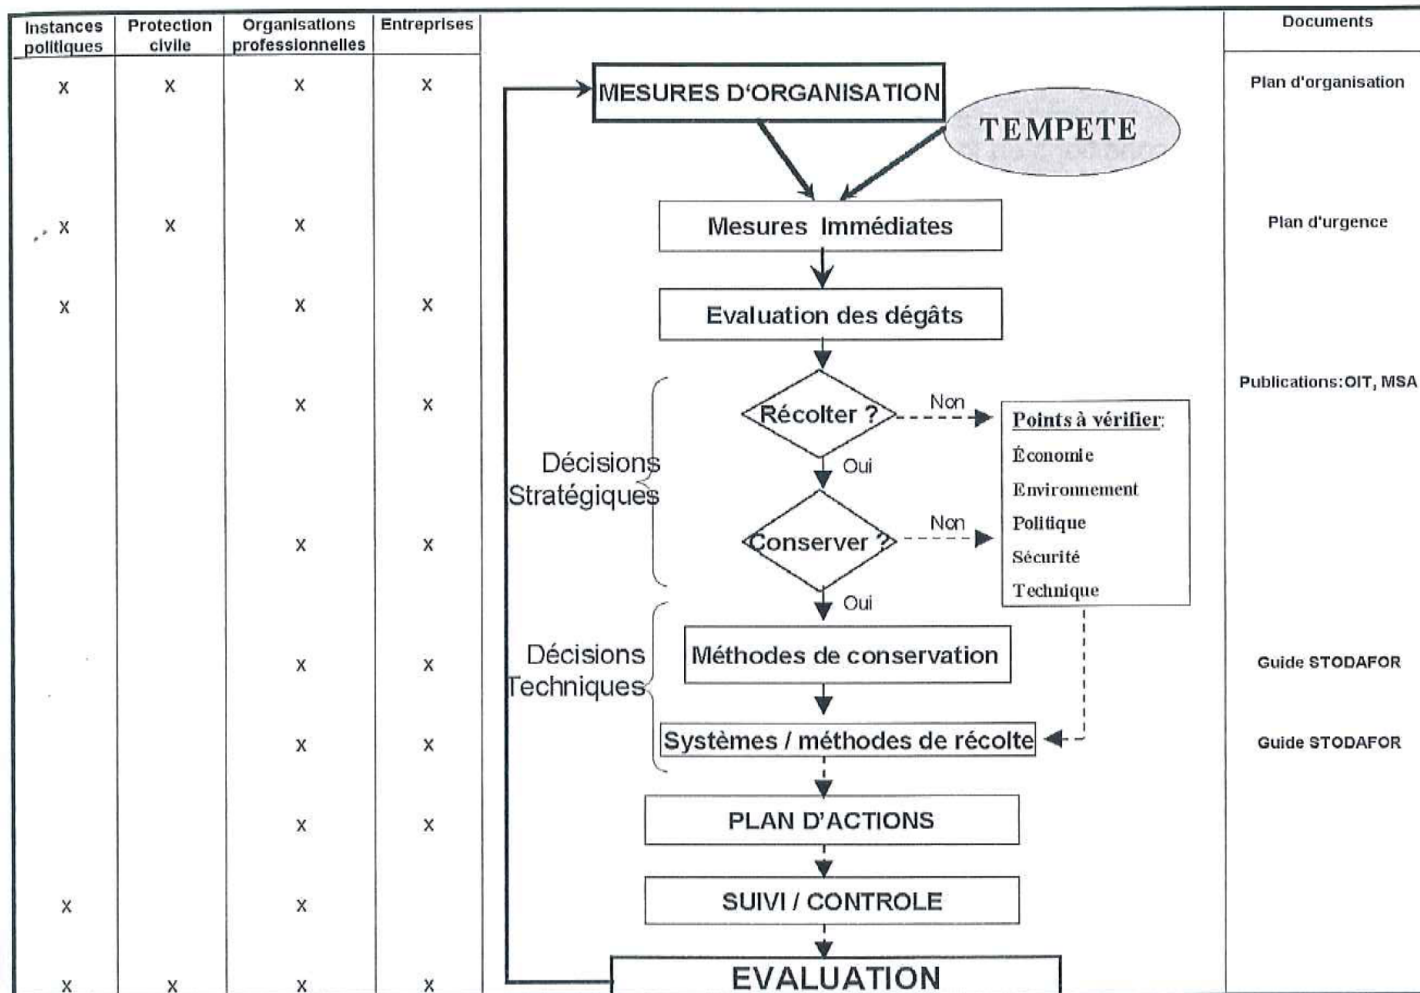 Instances politiques
Protection civile
Organisations professionnelles
Entreprises
Documents
X X X X
MESURES D'ORGANISATION
Plan d'organisation
TEMPETE
X X X
Mesures Immédiates
Plan d'urgence
X X X
Evaluation des dégâts
Publications:OIT, MSA
X X
Récolter ?
Non
Points à vérifier:
Économie
Environnement
Politique
Sécurité
Technique
Décisions
Stratégiques
Oui
X X
Conserver ?
Non
Oui
Décisions
Techniques
X X
Méthodes de conservation
Guide STODAFOR
X X
Systèmes / méthodes de récolte
Guide STODAFOR
X X
PLAN D'ACTIONS
X X
SUIVI / CONTROLE
X X X X
EVALUATION